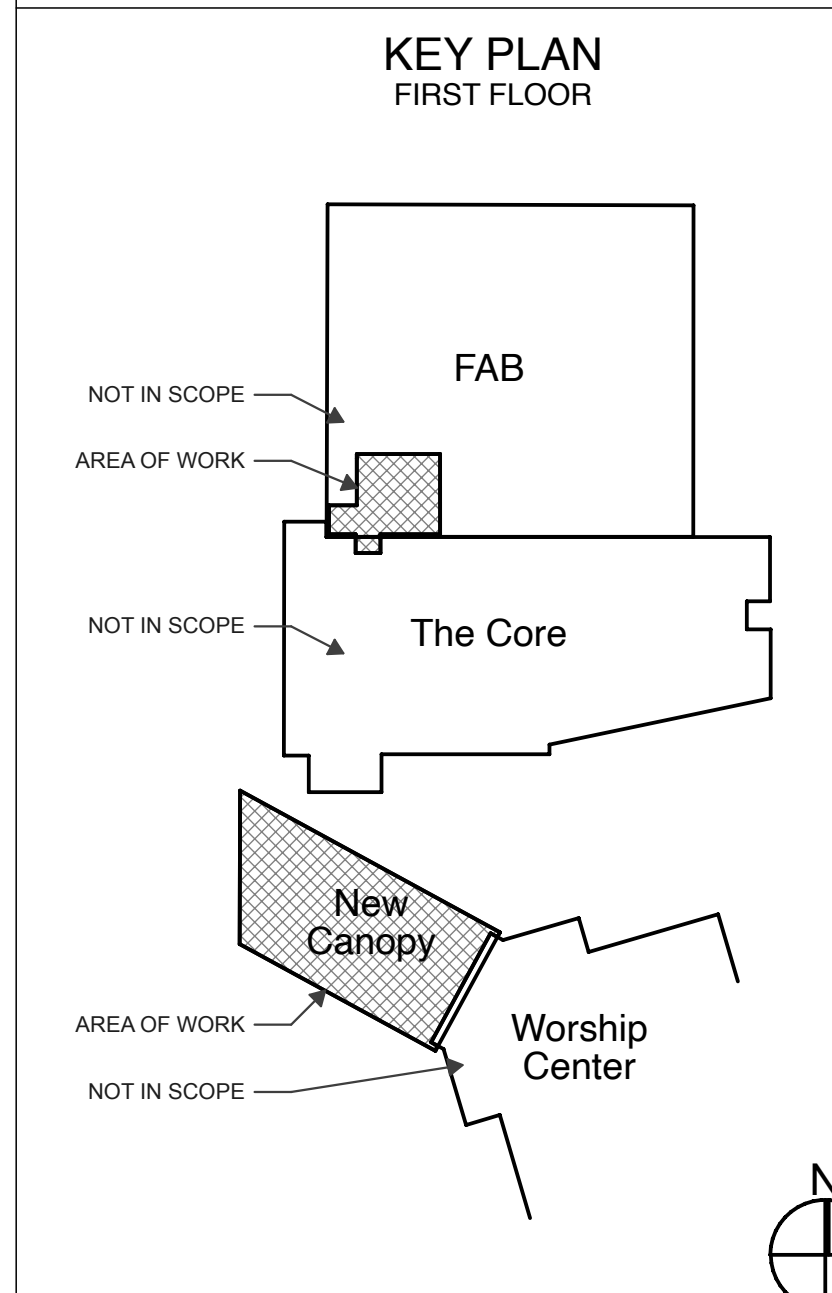 KEY PLAN
FIRST FLOOR
FAB
NOT IN SCOPE
AREA OF WORK
NOT IN SCOPE
The Core
New
Canopy
AREA OF WORK
Worship
Center
NOT IN SCOPE
N